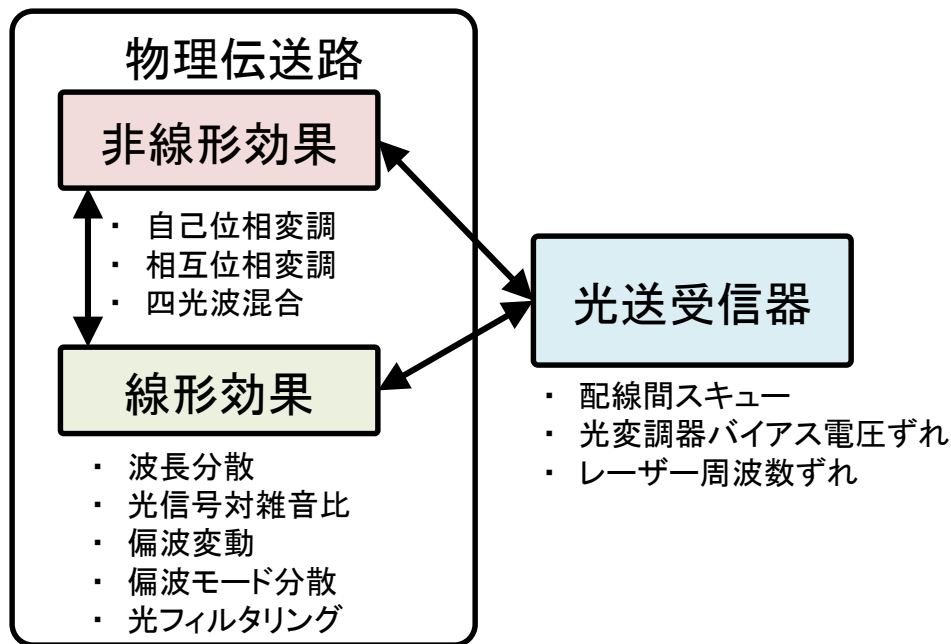 物理伝送路
非線形効果
・ 自己位相変調
・ 相互位相変調
・ 四光波混合
線形効果
・ 波長分散
・ 光信号対雑音比
・ 偏波変動
・ 偏波モード分散
・ 光フィルタリング
光送受信器
・ 配線間スキュー
・ 光変調器バイアス電圧ずれ
・ レーザー周波数ずれ